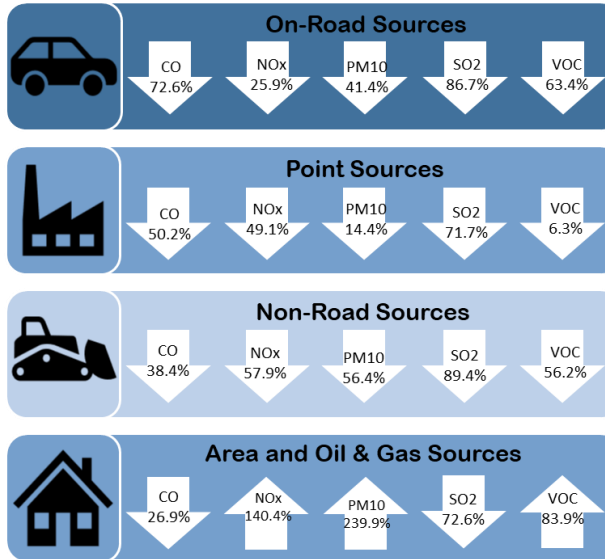 On-Road Sources
CO NOx PM10 SO2 VOC
72.6% 25.9% 41.4% 86.7% 63.4%
Point Sources
CO NOx PM10 SO2 VOC
50.2% 49.1% 14.4% 71.7% 6.3%
Non-Road Sources
CO NOx PM10 SO2 VOC
38.4% 57.9% 56.4% 89.4% 56.2%
Area and Oil & Gas Sources
CO NOx PM10 SO2 VOC
26.9% 140.4% 239.9% 72.6% 83.9%